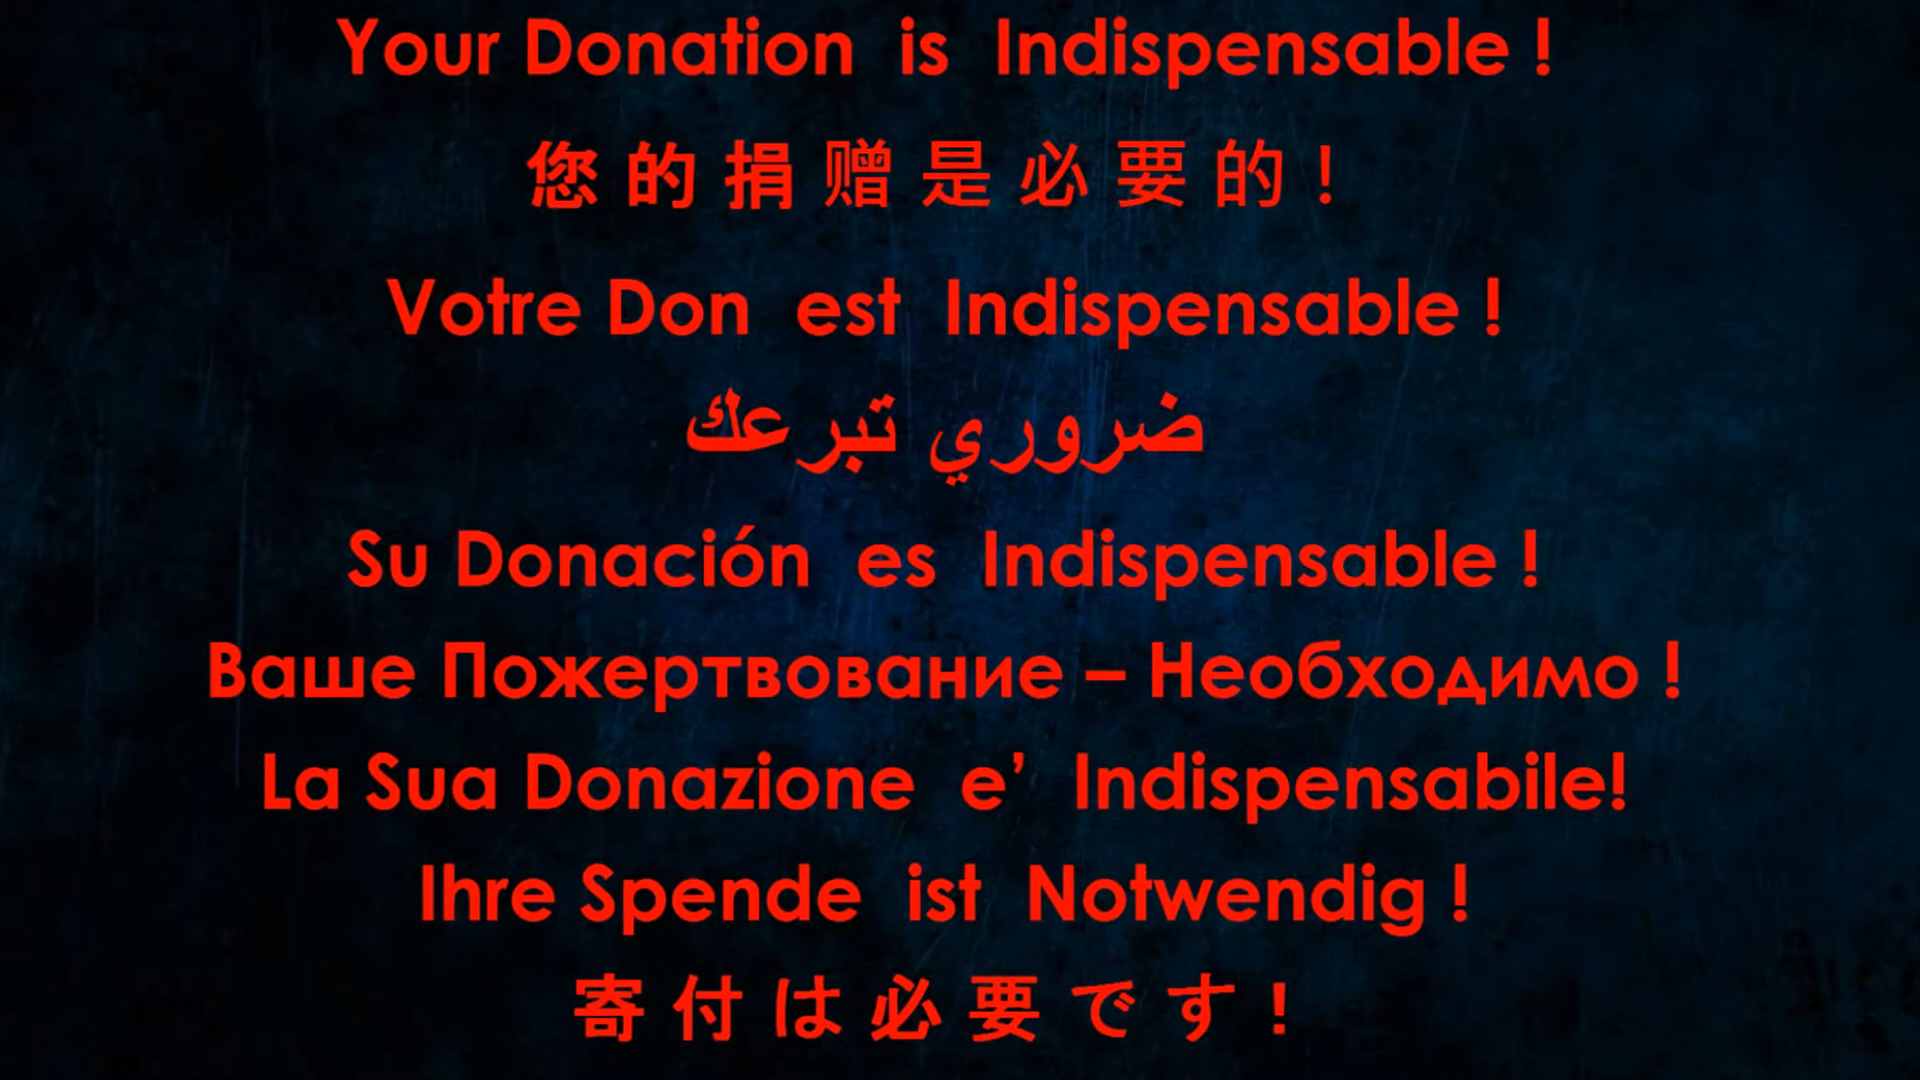 Your Donation is Indispensable !
您的捐赠是必要的!
Votre Don est Indispensable !
ضروري تبرعك
Su Donación es Indispensable !
Ваше Пожертвование – Необходимо !
La Sua Donazione e’ Indispensabile!
Ihre Spende ist Notwendig !
寄付は必要です!